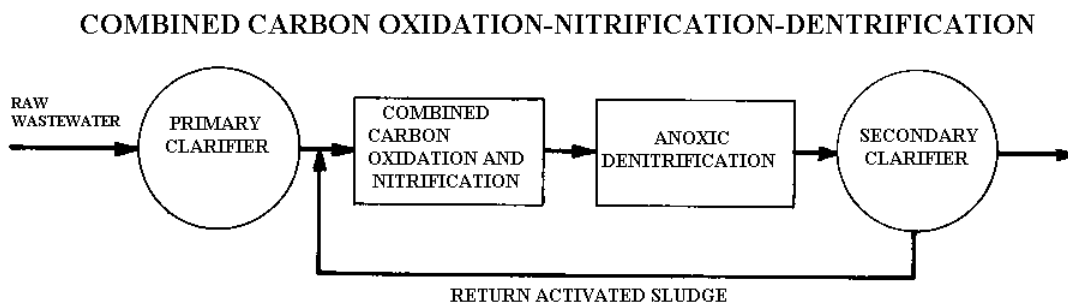 COMBINED CARBON OXIDATION-NITRIFICATION-DENTRIFICATION
RAW
WASTEWATER
PRIMARY
CLARIFIER
COMBINED
CARBON
OXIDATION AND
NITRIFICATION
ANOXIC
DENITRIFICATION
SECONDARY
CLARIFIER
RETURN ACTIVATED SLUDGE